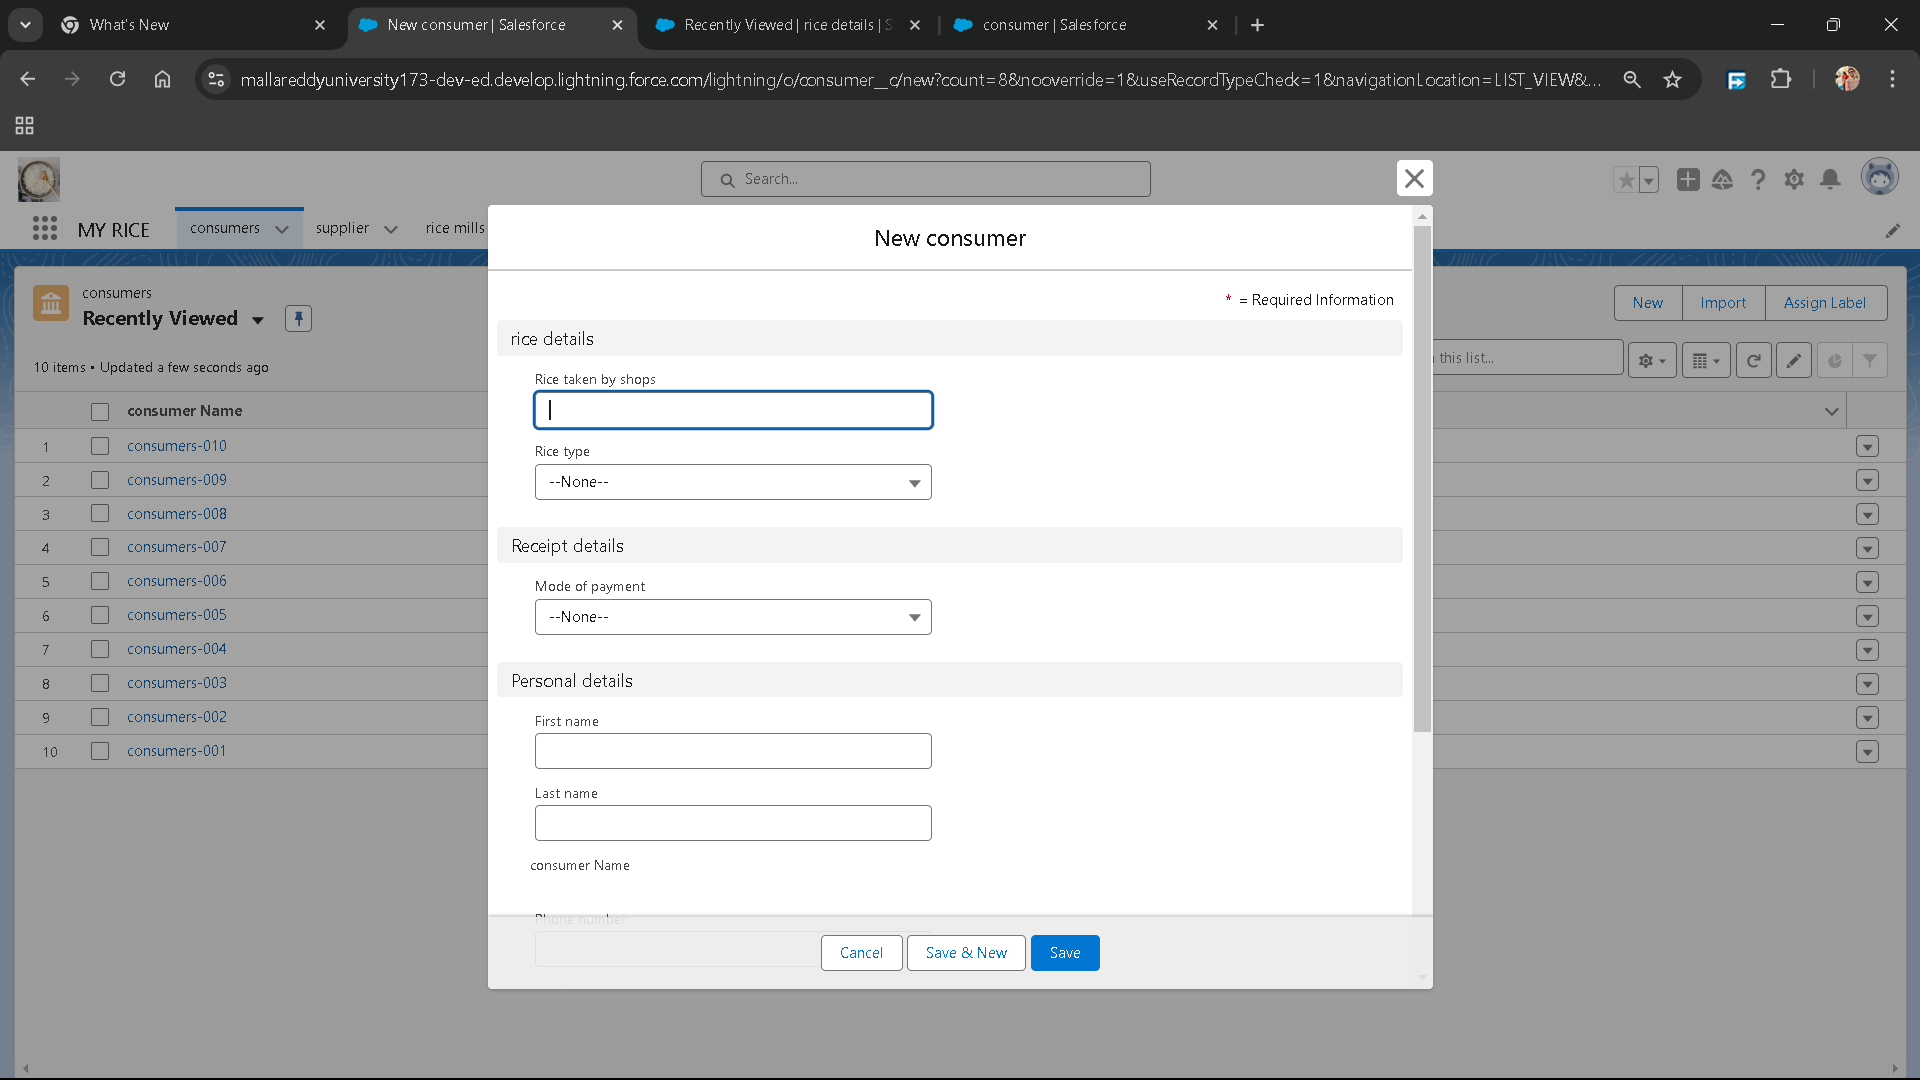 What's New
New consumer | Salesforce
Recently Viewed | rice details | S
consumer | Salesforce
mallareddyuniversity173-dev-ed.develop.lightning.force.com/lightning/o/consumer__c/new?count=8&nooverride=1&useRecordTypeCheck=1&navigationLocation=LIST_VIEW&...
Search...
MY RICE
consumers
supplier
rice mills
New consumer
* = Required Information
consumers
Recently Viewed
New
Import
Assign Label
10 items • Updated a few seconds ago
this list...
consumer Name
1 consumers-010
2 consumers-009
3 consumers-008
4 consumers-007
5 consumers-006
6 consumers-005
7 consumers-004
8 consumers-003
9 consumers-002
10 consumers-001
rice details
Rice taken by shops
Rice type
--None--
Receipt details
Mode of payment
--None--
Personal details
First name
Last name
consumer Name
Phone number
Cancel
Save & New
Save